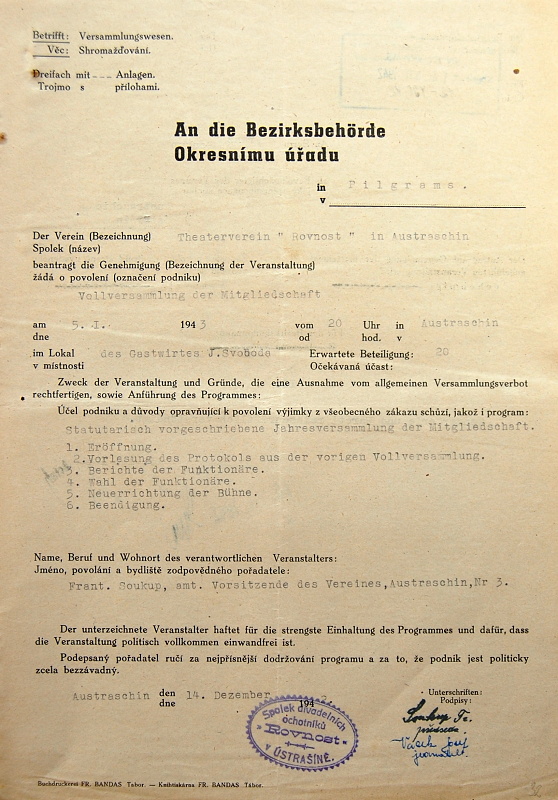 Betrifft: Versammlungswesen.
Věc: Shromažďování.
Dreifach mit --- Anlagen.
Trojmo s přílohami.
An die Bezirksbehörde
Okresnímu úřadu
in Pilgrams.
v
Der Verein (Bezeichnung) Theaterverein " Rovnost " in Austraschin
Spolek (název)
beantragt die Genehmigung (Bezeichnung der Veranstaltung)
žádá o povolení (označení podniku)
Vollversammlung der Mitgliedschaft
am 5.I. 1943 vom 20 Uhr in Austraschin
dne od hod. v
im Lokal des Gastwirtes J.Svoboda Erwartete Beteiligung: 20
v místnosti Očekávaná účast:
Zweck der Veranstaltung und Gründe, die eine Ausnahme vom allgemeinen Versammlungsverbot
rechtfertigen, sowie Anführung des Programmes:
Účel podniku a důvody opravňující k povolení výjimky z všeobecného zákazu schůzí, jakož i program:
Statutarisch vorgeschriebene Jahresversammlung der Mitgliedschaft.
1. Eröffnung.
2.Vorlesung des Protokols aus der vorigen Vollversammlung.
3. Berichte der Funktionäre.
4. Wahl der Funktionäre.
5. Neuerrichtung der Bühne.
6. Beendigung.
Name, Beruf und Wohnort des verantwortlichen Veranstalters:
Jméno, povolání a bydliště zodpovědného pořadatele:
Frant. Soukup, amt. Vorsitzende des Vereines,Austraschin,Nr 3.
Der unterzeichnete Veranstalter haftet für die strengste Einhaltung des Programmes und dafür, dass
die Veranstaltung politisch vollkommen einwandfrei ist.
Podepsaný pořadatel ručí za nejpřísnější dodržování programu a za to, že podnik jest politicky
zcela bezzávadný.
Austraschin den 14. Dezember 1942.
dne
Unterschriften:
Podpisy:
Soukup Fr.
předseda
Josef
jednatel
Spolek divadelních
ochotníků
"Rovnost"
v ÚSTRAŠÍNĚ.
Buchdruckerei FR. BANDAS Tabor. — Knihtiskárna FR. BANDAS Tábor.